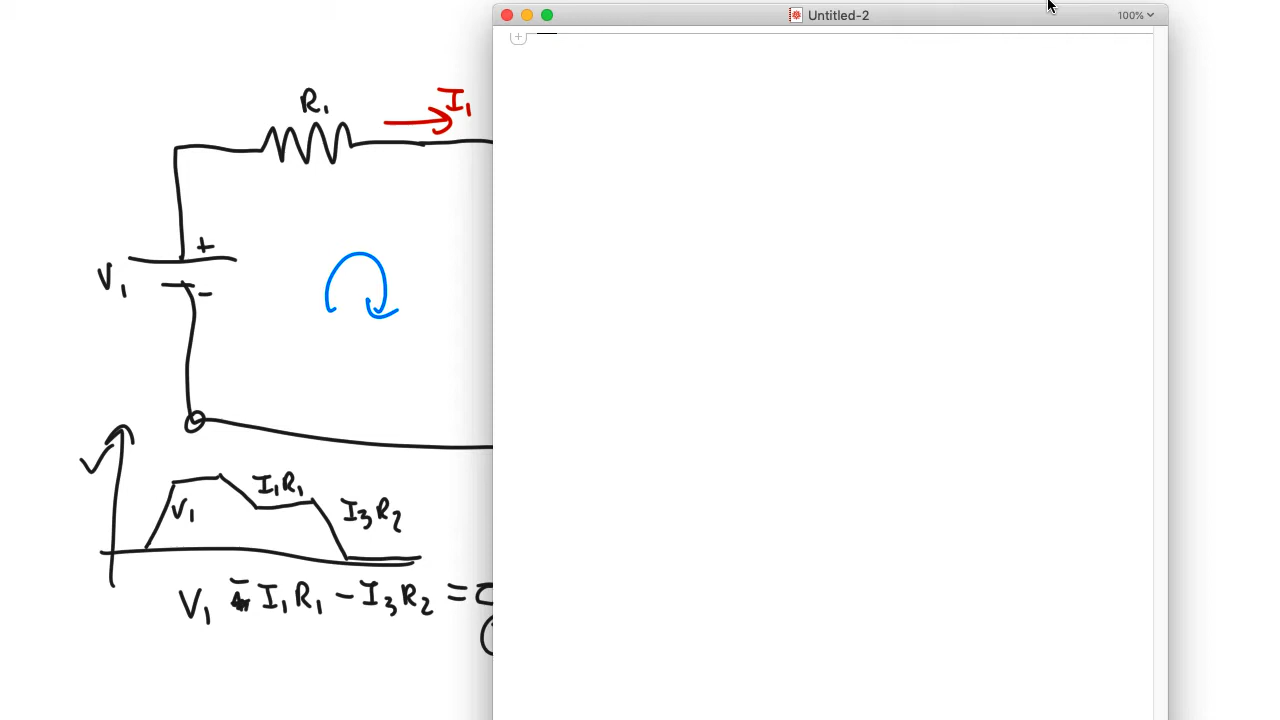 Untitled-2
100%
R₁
I₁
+
V₁
-
V
I₁R₁
V₁
I₃R₂
V₁ - I₁R₁ - I₃R₂ =